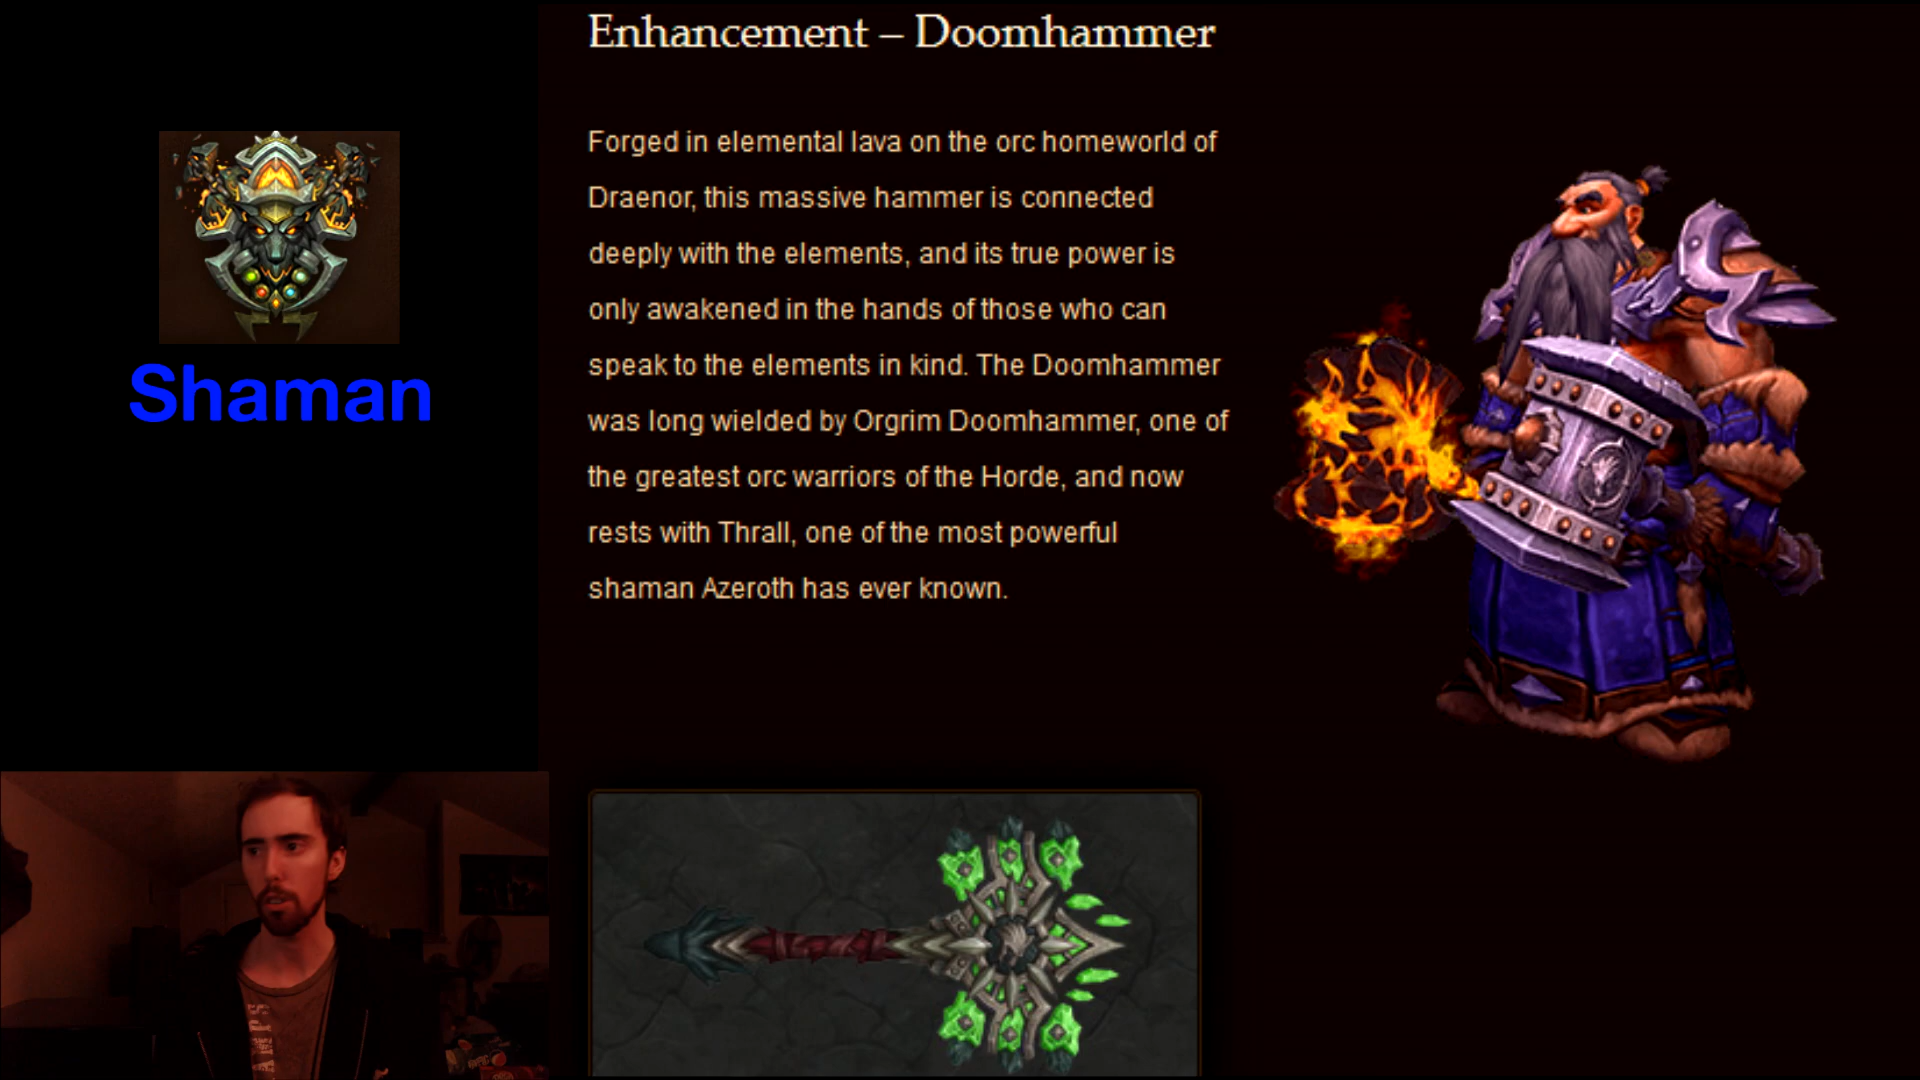 Enhancement – Doomhammer
Forged in elemental lava on the orc homeworld of
Draenor, this massive hammer is connected
deeply with the elements, and its true power is
only awakened in the hands of those who can
speak to the elements in kind. The Doomhammer
was long wielded by Orgrim Doomhammer, one of
the greatest orc warriors of the Horde, and now
rests with Thrall, one of the most powerful
shaman Azeroth has ever known.
Shaman